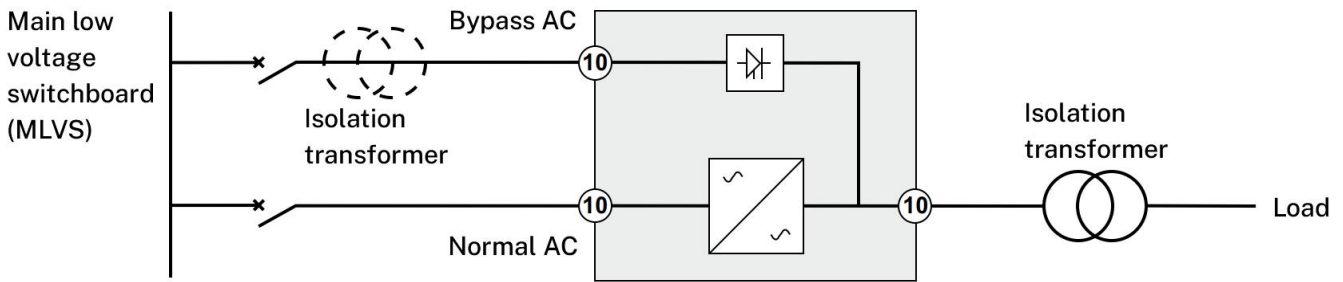 Main low
voltage
switchboard
(MLVS)
Bypass AC
10
Isolation
transformer
10
Normal AC
10
Isolation
transformer
Load